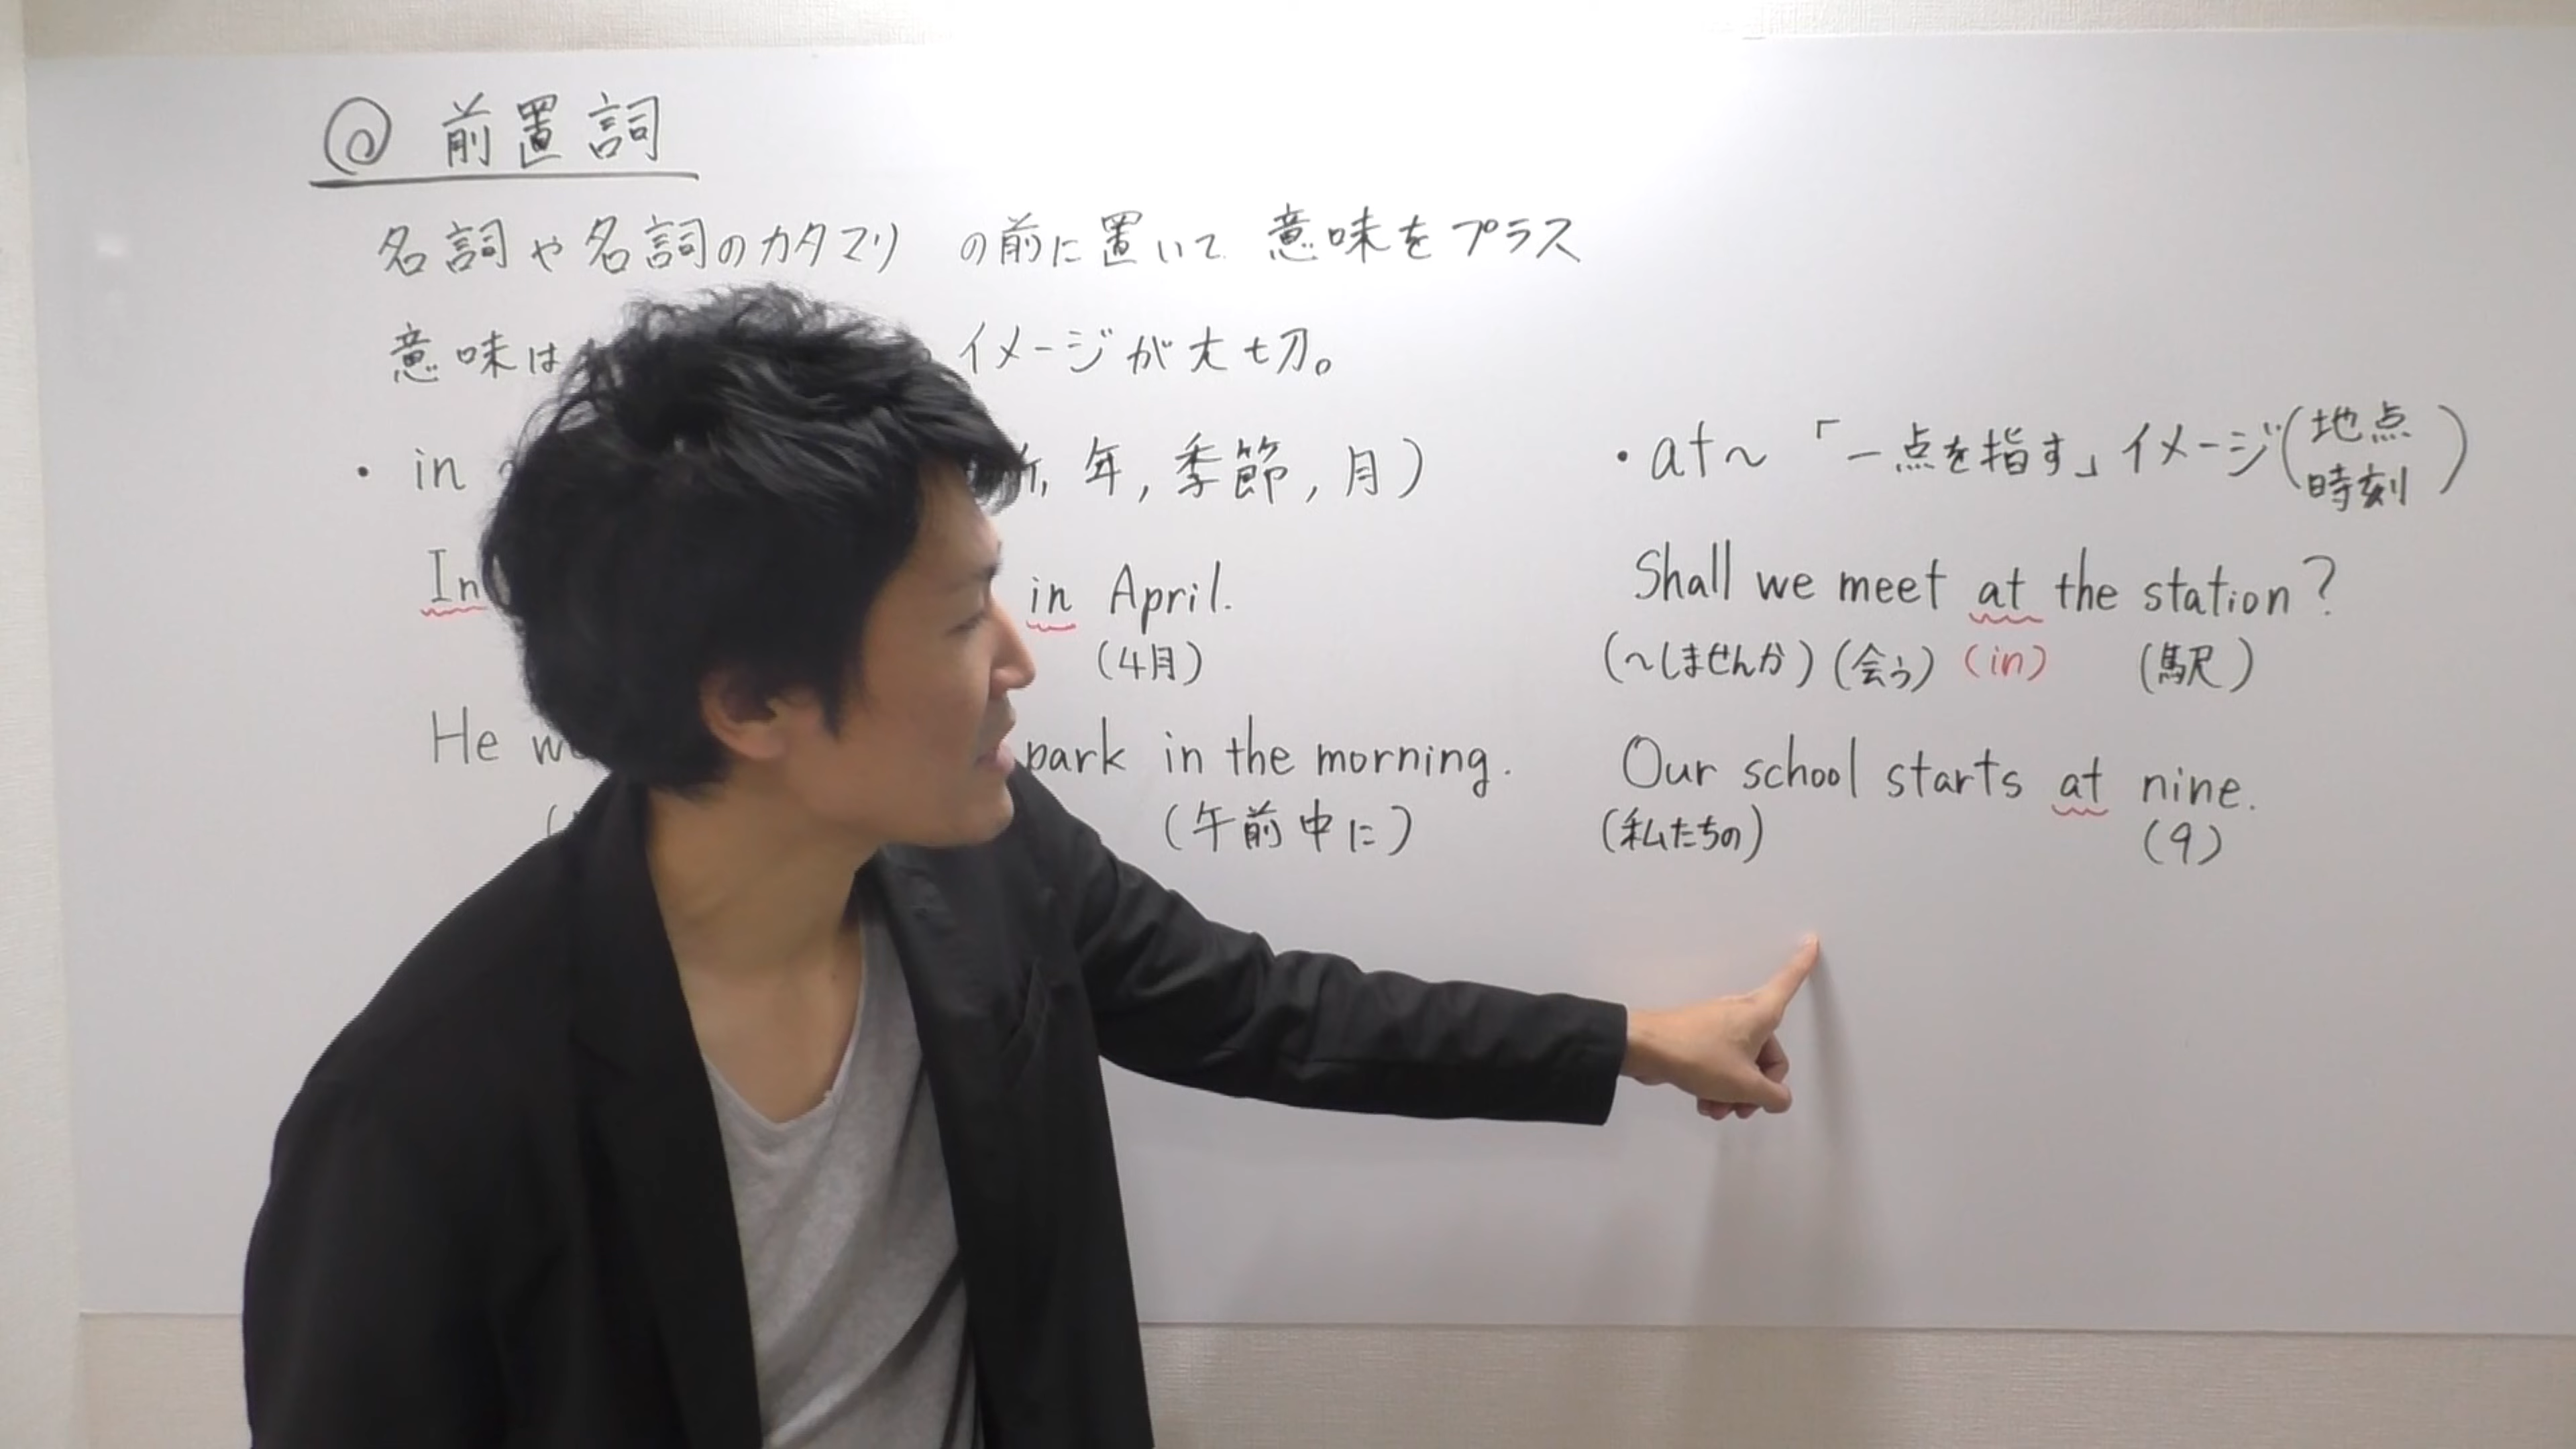 ◎ 前置詞
名詞や名詞のカタマリ の前に置いて 意味をプラス
意味は イメージが大切。
・in 年, 季節, 月)
In in April.
(4月)
He park in the morning.
(午前中に)
・at～ 「一点を指す」イメージ(地点 時刻)
Shall we meet at the station?
(～しませんか) (会う) (in) (駅)
Our school starts at nine.
(私たちの) (9)